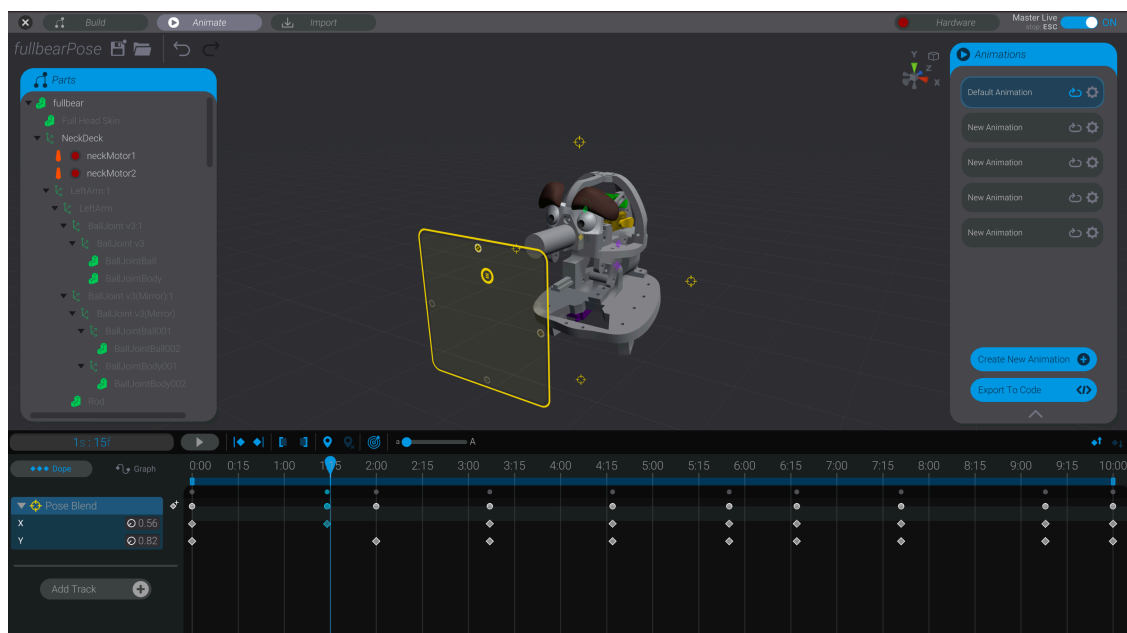 Build
Animate
Import
Hardware
Master Live
stop: ESC
ON
fullbearPose
Parts
fullbear
Full Head Skin
NeckDeck
neckMotor1
neckMotor2
LeftArm:1
LeftArm
BallJoint v3:1
BallJoint v3
BallJointBall
BallJointBody
BallJoint v3(Mirror):1
BallJoint v3(Mirror)
BallJointBall001
BallJointBall002
BallJointBody001
BallJointBody002
Rod
Y
Z
X
Animations
Default Animation
New Animation
New Animation
New Animation
New Animation
Create New Animation
Export To Code
1s : 15f
a
A
Dope
Graph
0:00 0:15 1:00 1:15 2:00 2:15 3:00 3:15 4:00 4:15 5:00 5:15 6:00 6:15 7:00 7:15 8:00 8:15 9:00 9:15 10:00
Pose Blend
X 0.56
Y 0.82
Add Track